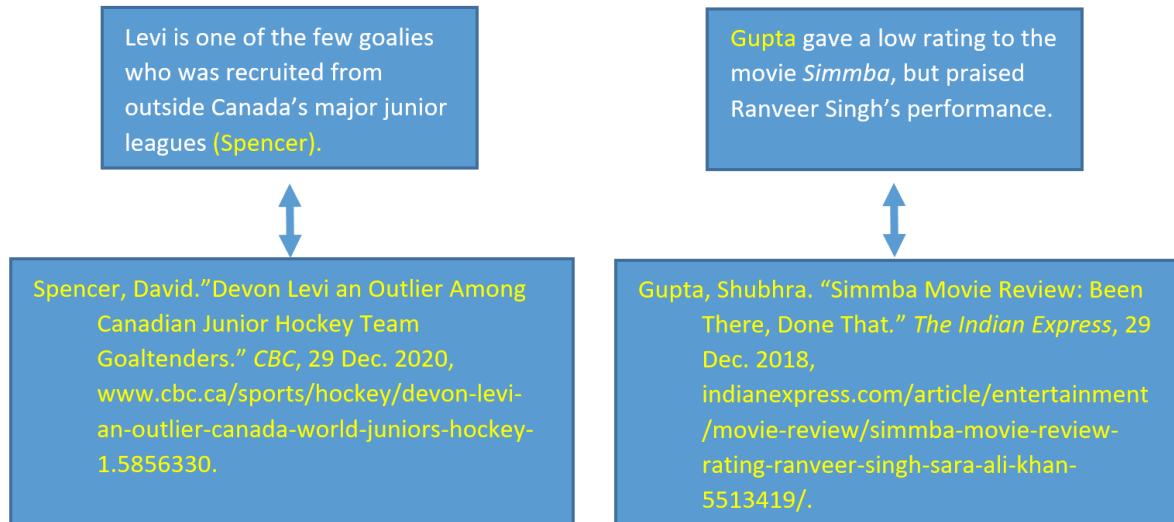 Levi is one of the few goalies
who was recruited from
outside Canada's major junior
leagues (Spencer).
Spencer, David.”Devon Levi an Outlier Among
Canadian Junior Hockey Team
Goaltenders.” CBC, 29 Dec. 2020,
www.cbc.ca/sports/hockey/devon-levi-
an-outlier-canada-world-juniors-hockey-
1.5856330.
Gupta gave a low rating to the
movie Simmba, but praised
Ranveer Singh’s performance.
Gupta, Shubhra. “Simmba Movie Review: Been
There, Done That.” The Indian Express, 29
Dec. 2018,
indianexpress.com/article/entertainment
/movie-review/simmba-movie-review-
rating-ranveer-singh-sara-ali-khan-
5513419/.